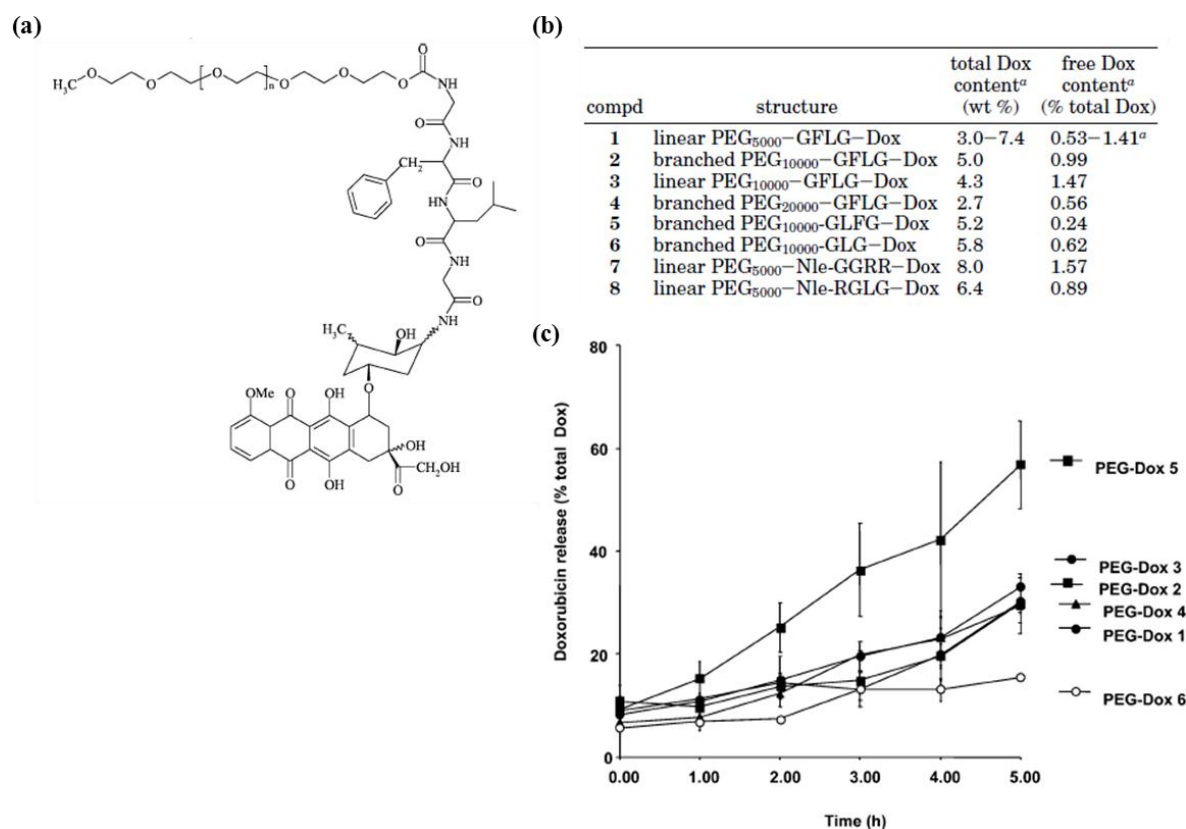 (a)
O
H₃C
O
O
O
n
O
O
O
NH
O
NH
CH₂
O
NH
O
NH
O
NH
H₃C
OH
O
OMe
O
OH
OH
CH₂OH
O
O
OH
(b)
total Dox free Dox
contentᵃ contentᵃ
compd structure (wt %) (% total Dox)
1 linear PEG₅₀₀₀−GFLG−Dox 3.0−7.4 0.53−1.41ᵃ
2 branched PEG₁₀₀₀₀−GFLG−Dox 5.0 0.99
3 linear PEG₁₀₀₀₀−GFLG−Dox 4.3 1.47
4 branched PEG₂₀₀₀₀−GFLG−Dox 2.7 0.56
5 branched PEG₁₀₀₀₀-GLFG−Dox 5.2 0.24
6 branched PEG₁₀₀₀₀-GLG−Dox 5.8 0.62
7 linear PEG₅₀₀₀−Nle-GGRR−Dox 8.0 1.57
8 linear PEG₅₀₀₀−Nle-RGLG−Dox 6.4 0.89
(c)
Doxorubicin release (% total Dox)
80
60
40
20
0
0.00 1.00 2.00 3.00 4.00 5.00
Time (h)
PEG-Dox 5
PEG-Dox 3
PEG-Dox 2
PEG-Dox 4
PEG-Dox 1
PEG-Dox 6